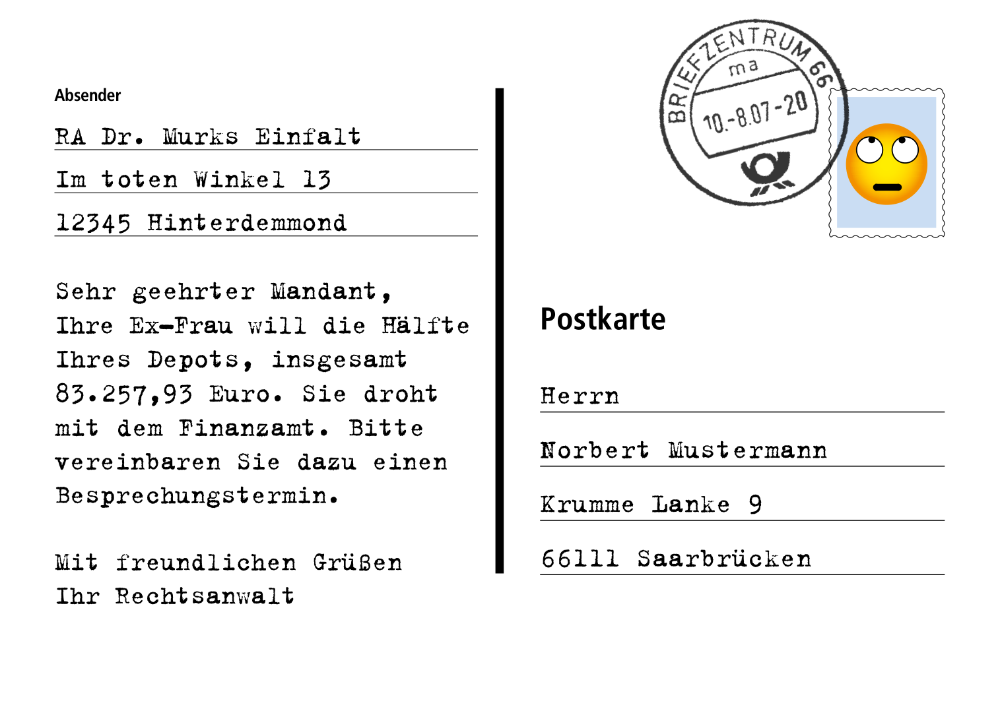 Absender
RA Dr. Murks Einfalt
Im toten Winkel 13
12345 Hinterdemmond
Sehr geehrter Mandant,
Ihre Ex-Frau will die Hälfte
Ihres Depots, insgesamt
83.257,93 Euro. Sie droht
mit dem Finanzamt. Bitte
vereinbaren Sie dazu einen
Besprechungstermin.
Mit freundlichen Grüßen
Ihr Rechtsanwalt
BRIEFZENTRUM 66
ma
10.-8.07-20
Postkarte
Herrn
Norbert Mustermann
Krumme Lanke 9
66111 Saarbrücken